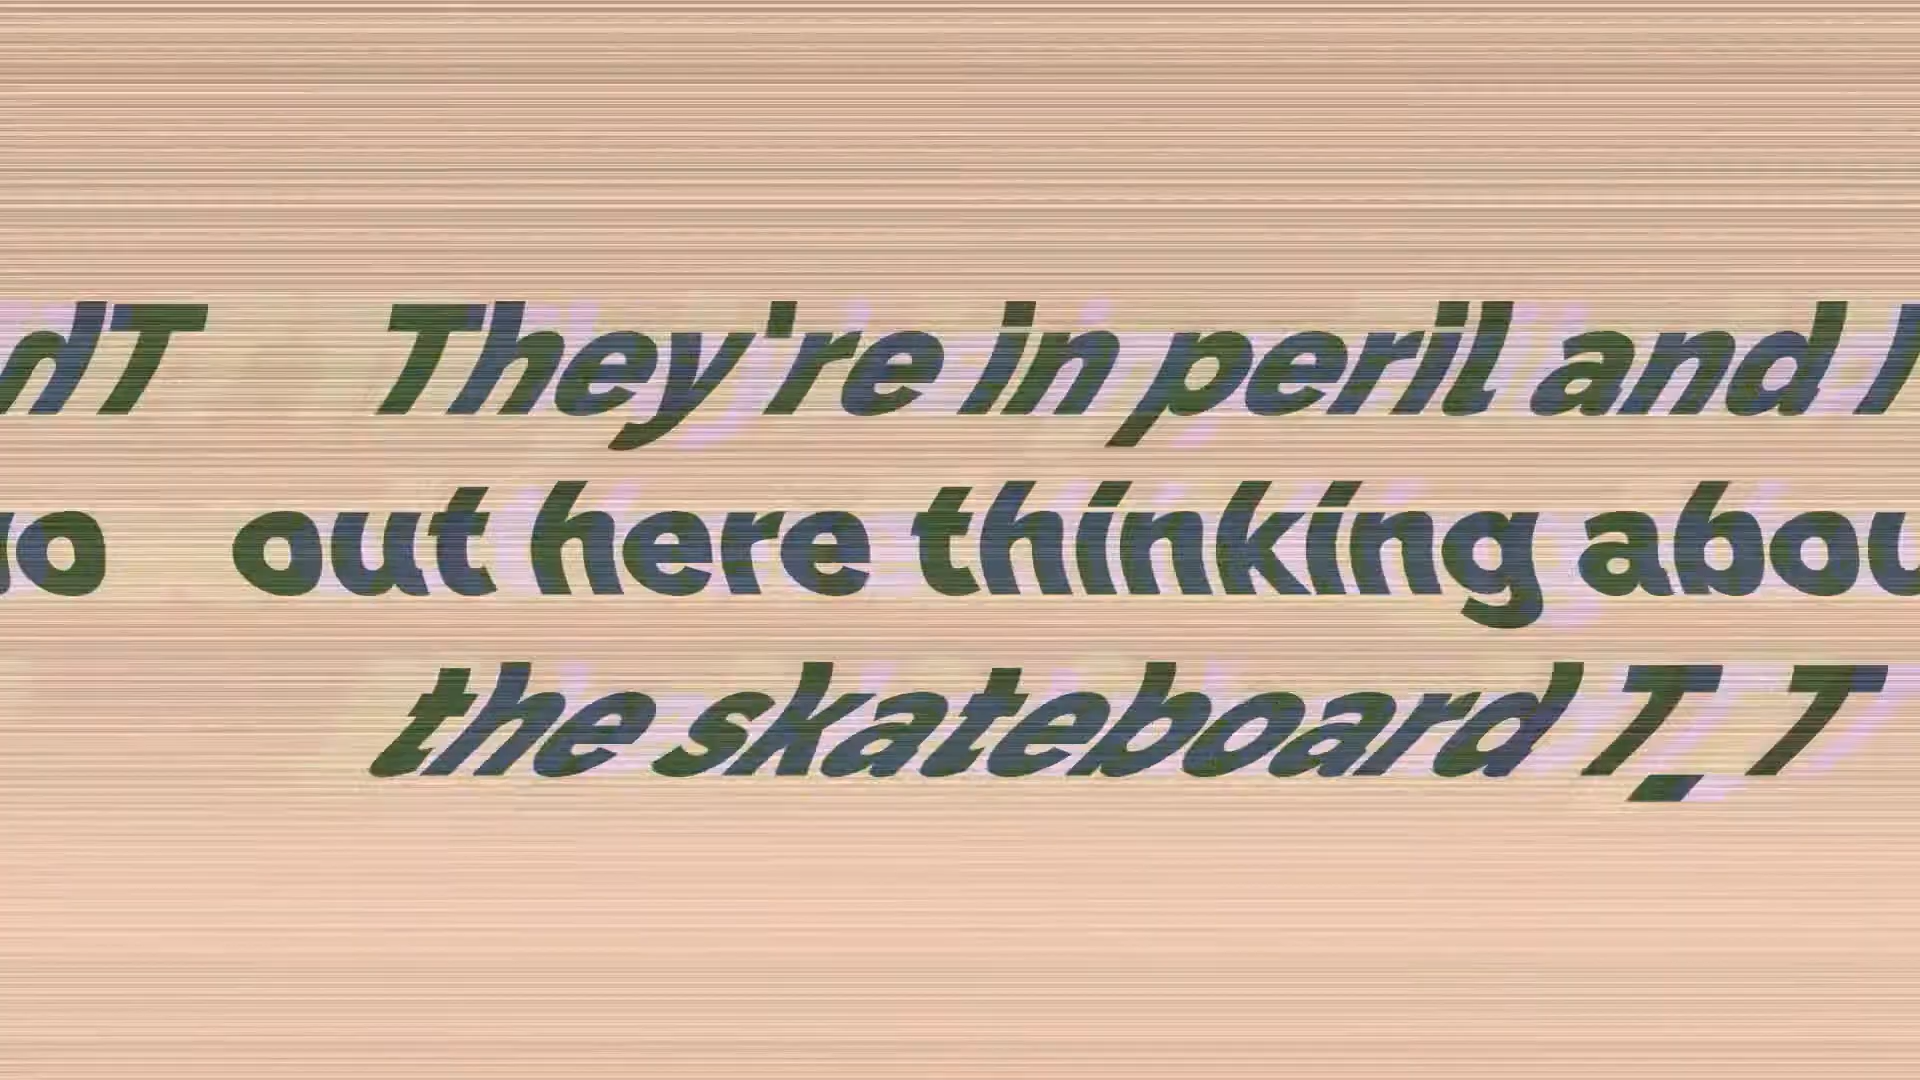 They're in peril and I
out here thinking abou
the skateboard T_T